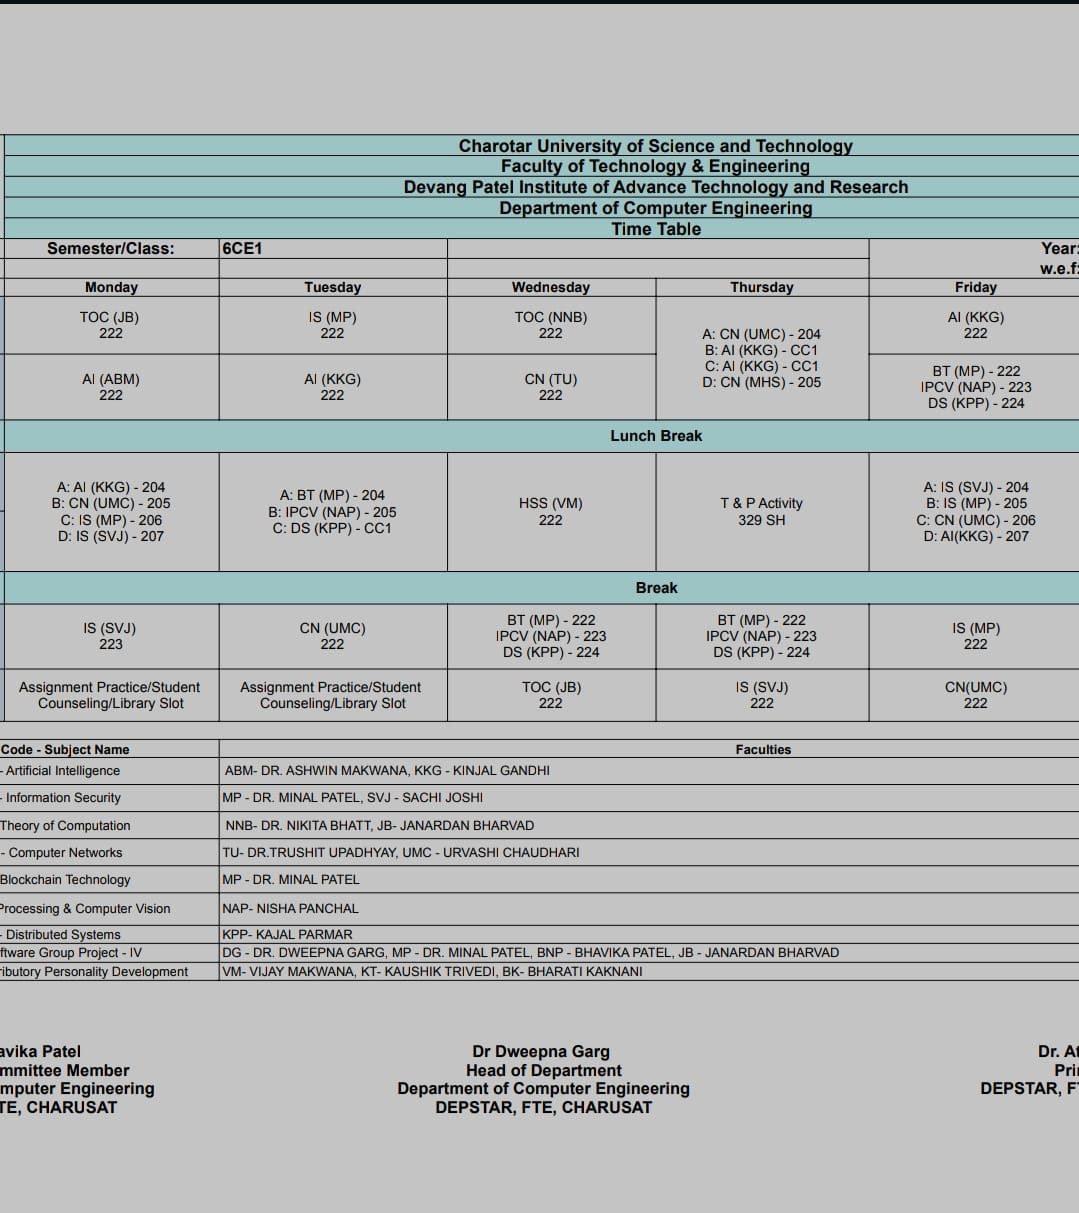 Charotar University of Science and Technology
Faculty of Technology & Engineering
Devang Patel Institute of Advance Technology and Research
Department of Computer Engineering
Time Table
Semester/Class: 6CE1 Year:
w.e.f:
Monday Tuesday Wednesday Thursday Friday
TOC (JB)
222
IS (MP)
222
TOC (NNB)
222
A: CN (UMC) - 204
B: AI (KKG) - CC1
C: AI (KKG) - CC1
D: CN (MHS) - 205
AI (KKG)
222
AI (ABM)
222
AI (KKG)
222
CN (TU)
222
BT (MP) - 222
IPCV (NAP) - 223
DS (KPP) - 224
Lunch Break
A: AI (KKG) - 204
B: CN (UMC) - 205
C: IS (MP) - 206
D: IS (SVJ) - 207
A: BT (MP) - 204
B: IPCV (NAP) - 205
C: DS (KPP) - CC1
HSS (VM)
222
T & P Activity
329 SH
A: IS (SVJ) - 204
B: IS (MP) - 205
C: CN (UMC) - 206
D: AI(KKG) - 207
Break
IS (SVJ)
223
CN (UMC)
222
BT (MP) - 222
IPCV (NAP) - 223
DS (KPP) - 224
BT (MP) - 222
IPCV (NAP) - 223
DS (KPP) - 224
IS (MP)
222
Assignment Practice/Student
Counseling/Library Slot
Assignment Practice/Student
Counseling/Library Slot
TOC (JB)
222
IS (SVJ)
222
CN(UMC)
222
Code - Subject Name Faculties
- Artificial Intelligence ABM- DR. ASHWIN MAKWANA, KKG - KINJAL GANDHI
- Information Security MP - DR. MINAL PATEL, SVJ - SACHI JOSHI
Theory of Computation NNB- DR. NIKITA BHATT, JB- JANARDAN BHARVAD
- Computer Networks TU- DR.TRUSHIT UPADHYAY, UMC - URVASHI CHAUDHARI
Blockchain Technology MP - DR. MINAL PATEL
Processing & Computer Vision NAP- NISHA PANCHAL
- Distributed Systems KPP- KAJAL PARMAR
ftware Group Project - IV DG - DR. DWEEPNA GARG, MP - DR. MINAL PATEL, BNP - BHAVIKA PATEL, JB - JANARDAN BHARVAD
ributory Personality Development VM- VIJAY MAKWANA, KT- KAUSHIK TRIVEDI, BK- BHARATI KAKNANI
avika Patel
mmittee Member
mputer Engineering
TE, CHARUSAT
Dr Dweepna Garg
Head of Department
Department of Computer Engineering
DEPSTAR, FTE, CHARUSAT
Dr. At
Pri
DEPSTAR, F